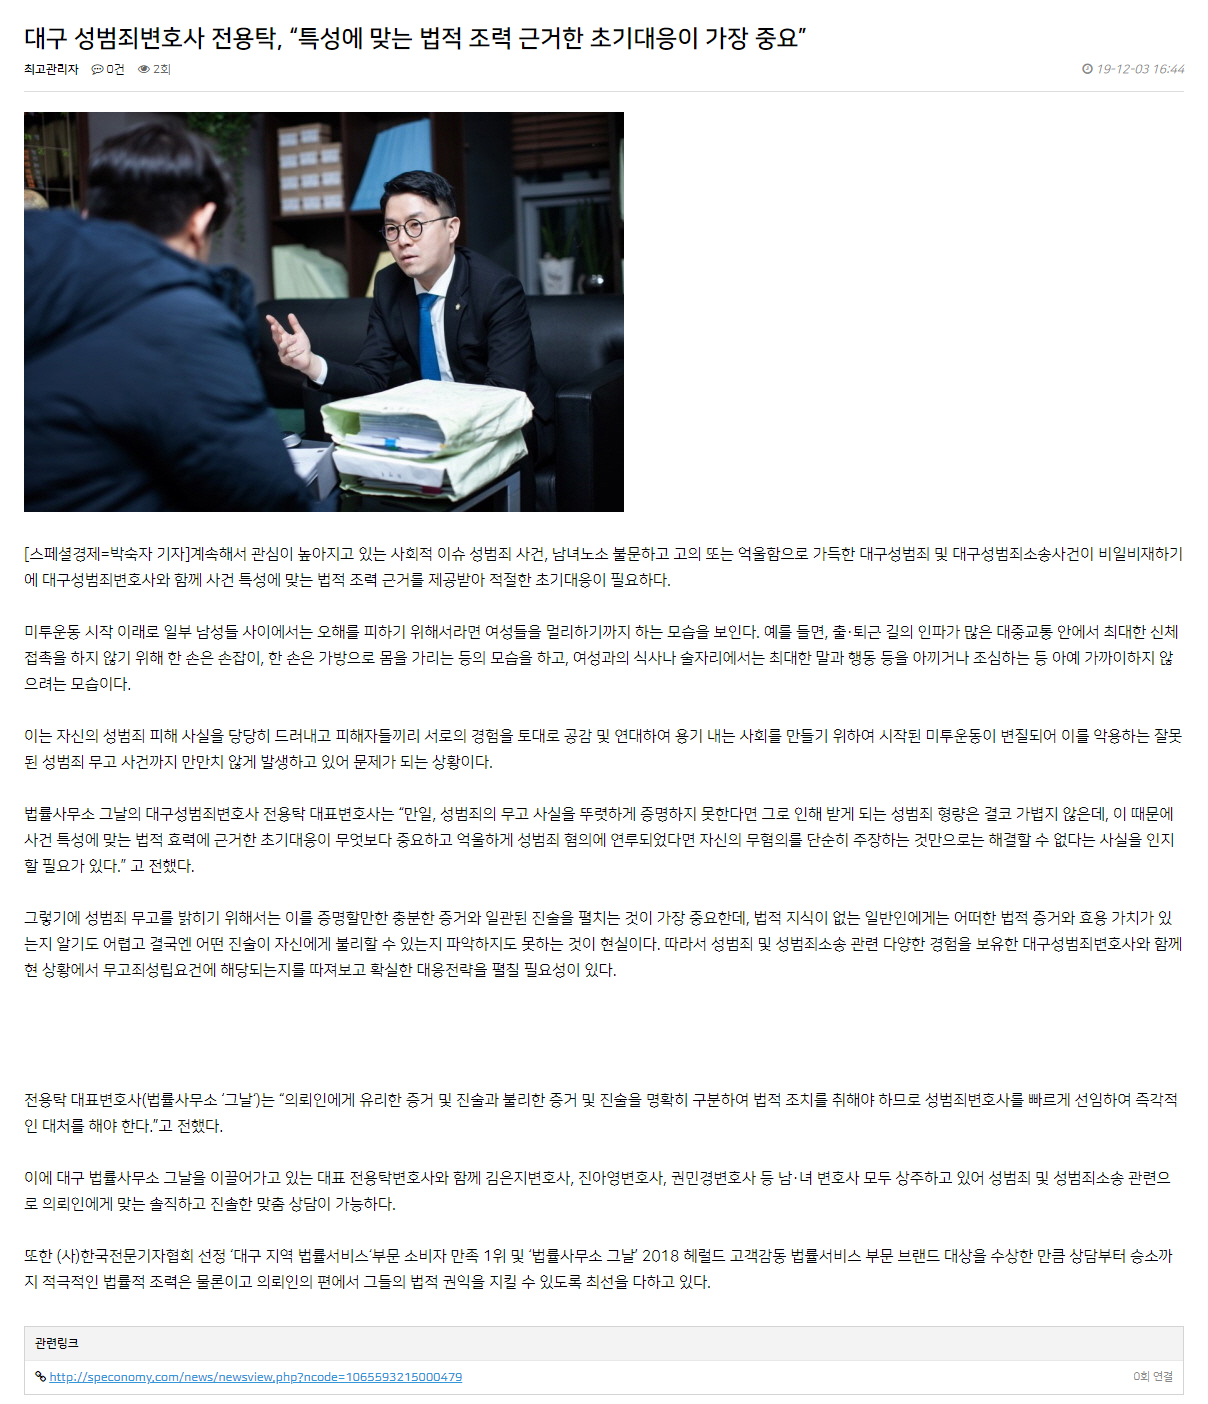 대구 성범죄변호사 전용탁, “특성에 맞는 법적 조력 근거한 초기대응이 가장 중요”
최고관리자 0건 2회 19-12-03 16:44
[스페셜경제=박숙자 기자]계속해서 관심이 높아지고 있는 사회적 이슈 성범죄 사건, 남녀노소 불문하고 고의 또는 억울함으로 가득한 대구성범죄 및 대구성범죄소송사건이 비일비재하기
에 대구성범죄변호사와 함께 사건 특성에 맞는 법적 조력 근거를 제공받아 적절한 초기대응이 필요하다.
미투운동 시작 이래로 일부 남성들 사이에서는 오해를 피하기 위해서라면 여성들을 멀리하기까지 하는 모습을 보인다. 예를 들면, 출·퇴근 길의 인파가 많은 대중교통 안에서 최대한 신체
접촉을 하지 않기 위해 한 손은 손잡이, 한 손은 가방으로 몸을 가리는 등의 모습을 하고, 여성과의 식사나 술자리에서는 최대한 말과 행동 등을 아끼거나 조심하는 등 아예 가까이하지 않
으려는 모습이다.
이는 자신의 성범죄 피해 사실을 당당히 드러내고 피해자들끼리 서로의 경험을 토대로 공감 및 연대하여 용기 내는 사회를 만들기 위하여 시작된 미투운동이 변질되어 이를 악용하는 잘못
된 성범죄 무고 사건까지 만만치 않게 발생하고 있어 문제가 되는 상황이다.
법률사무소 그날의 대구성범죄변호사 전용탁 대표변호사는 “만일, 성범죄의 무고 사실을 뚜렷하게 증명하지 못한다면 그로 인해 받게 되는 성범죄 형량은 결코 가볍지 않은데, 이 때문에
사건 특성에 맞는 법적 효력에 근거한 초기대응이 무엇보다 중요하고 억울하게 성범죄 혐의에 연루되었다면 자신의 무혐의를 단순히 주장하는 것만으로는 해결할 수 없다는 사실을 인지
할 필요가 있다.” 고 전했다.
그렇기에 성범죄 무고를 밝히기 위해서는 이를 증명할만한 충분한 증거와 일관된 진술을 펼치는 것이 가장 중요한데, 법적 지식이 없는 일반인에게는 어떠한 법적 증거와 효용 가치가 있
는지 알기도 어렵고 결국엔 어떤 진술이 자신에게 불리할 수 있는지 파악하지도 못하는 것이 현실이다. 따라서 성범죄 및 성범죄소송 관련 다양한 경험을 보유한 대구성범죄변호사와 함께
현 상황에서 무고죄성립요건에 해당되는지를 따져보고 확실한 대응전략을 펼칠 필요성이 있다.
전용탁 대표변호사(법률사무소 ‘그날’)는 “의뢰인에게 유리한 증거 및 진술과 불리한 증거 및 진술을 명확히 구분하여 법적 조치를 취해야 하므로 성범죄변호사를 빠르게 선임하여 즉각적
인 대처를 해야 한다.”고 전했다.
이에 대구 법률사무소 그날을 이끌어가고 있는 대표 전용탁변호사와 함께 김은지변호사, 진아영변호사, 권민경변호사 등 남·녀 변호사 모두 상주하고 있어 성범죄 및 성범죄소송 관련으
로 의뢰인에게 맞는 솔직하고 진솔한 맞춤 상담이 가능하다.
또한 (사)한국전문기자협회 선정 ‘대구 지역 법률서비스’부문 소비자 만족 1위 및 ‘법률사무소 그날’ 2018 헤럴드 고객감동 법률서비스 부문 브랜드 대상을 수상한 만큼 상담부터 승소까
지 적극적인 법률적 조력은 물론이고 의뢰인의 편에서 그들의 법적 권익을 지킬 수 있도록 최선을 다하고 있다.
관련링크
http://speconomy.com/news/newsview.php?ncode=1065593215000479 0회 연결